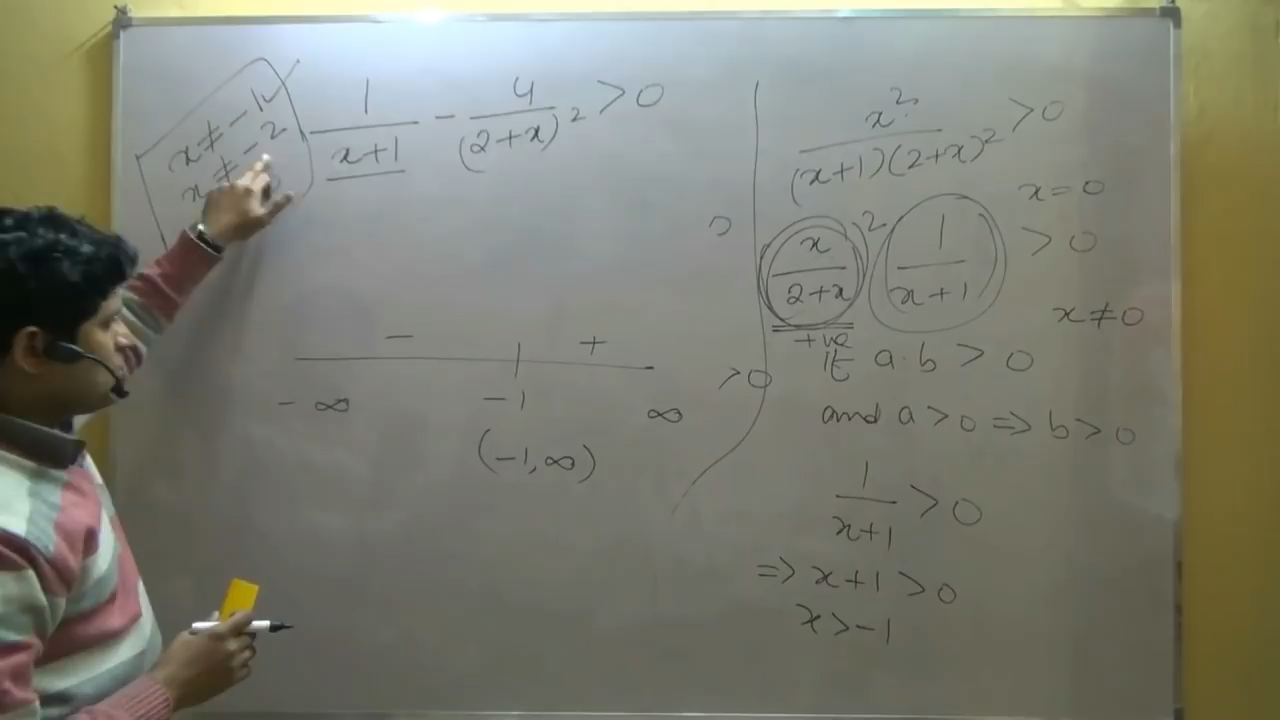 x ≠ -1
x ≠ -2
x ≠
1/(x+1) - 4/(2+x)² > 0
- +
-∞ -1 ∞
(-1, ∞)
x²/((x+1)(2+x)²) > 0
x = 0
(x/(2+x))² (1/(x+1)) > 0
+ve
x ≠ 0
If a.b > 0
> 0
and a > 0 ⇒ b > 0
1/(x+1) > 0
⇒ x+1 > 0
x > -1